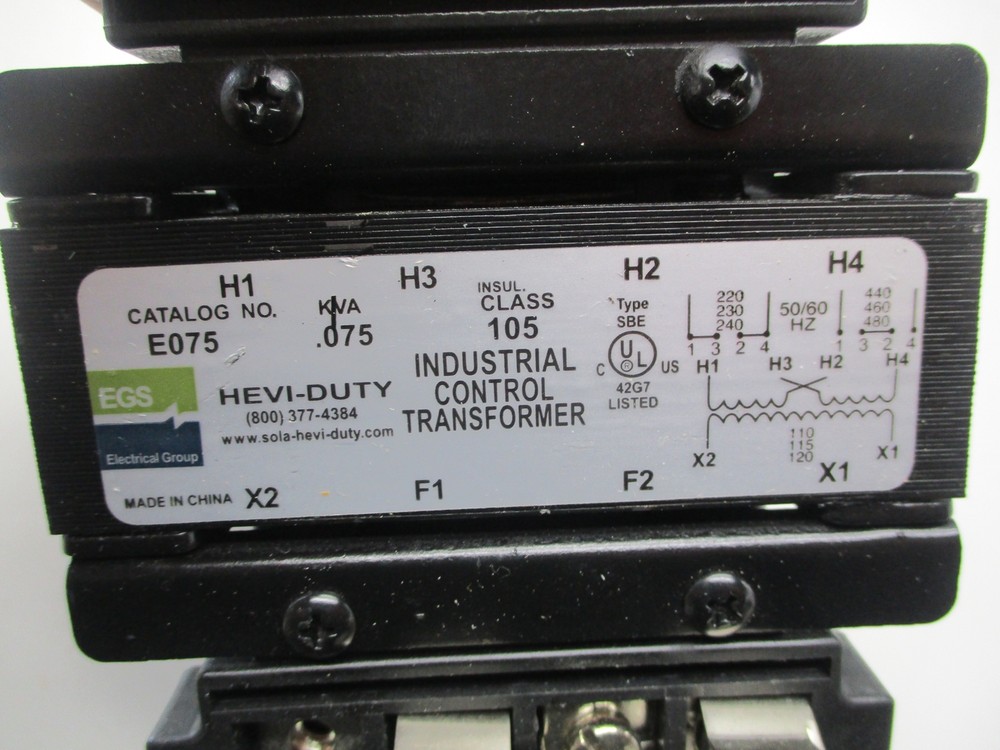 H1 H3 H2 H4
CATALOG NO.
E075
KVA
.075
INSUL.
CLASS
105
INDUSTRIAL
CONTROL
TRANSFORMER
Type
SBE
C UL ® US
42G7
LISTED
220
230
240
50/60
HZ
440
460
480
1 3 2 4
1 3 2 4
H1 H3 H2 H4
110
115
120
X2 X1
EGS
Electrical Group
HEVI-DUTY
(800) 377-4384
www.sola-hevi-duty.com
MADE IN CHINA
X2 F1 F2 X1